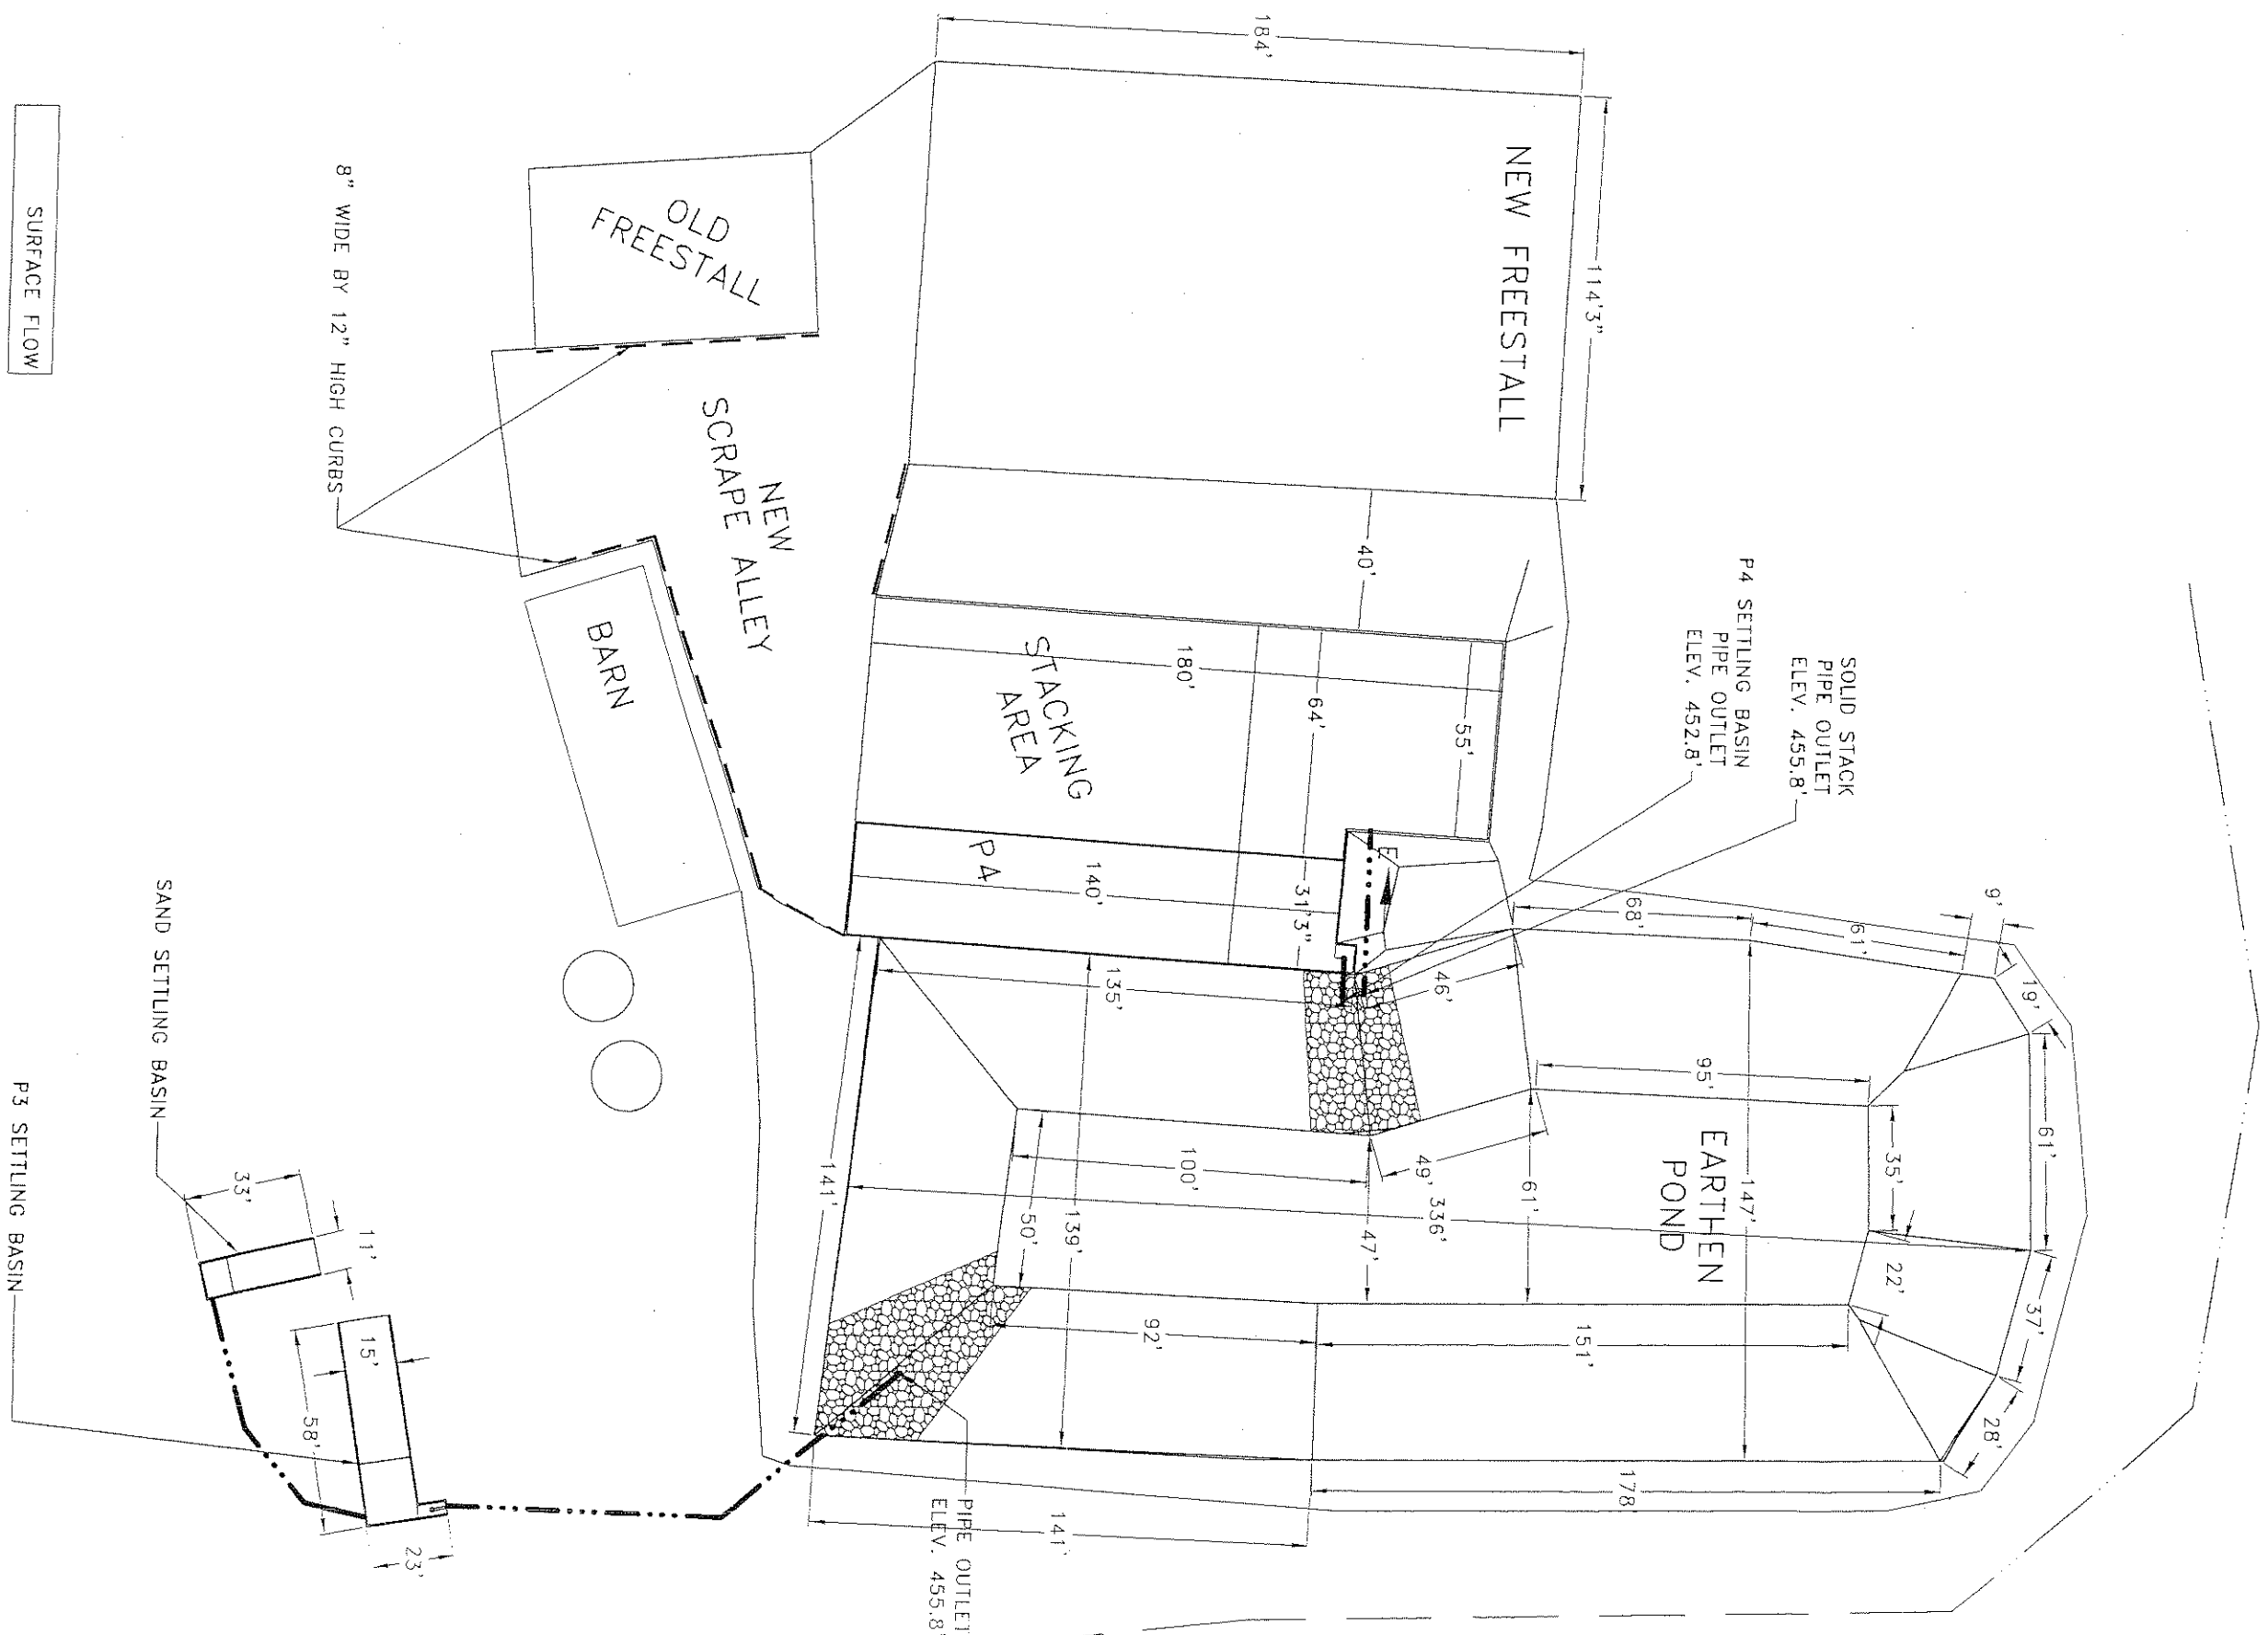 184'
114'3"
NEW FREESTALL
OLD
FREESTALL
8" WIDE BY 12" HIGH CURBS
SURFACE FLOW
NEW
SCRAPE ALLEY
BARN
40'
180'
STACKING
AREA
64'
55'
P4
140'
31'3"
SOLID STACK
PIPE OUTLET
ELEV. 455.8'
P4 SETTLING BASIN
PIPE OUTLET
ELEV. 452.8'
9'
68'
61'
19'
46'
135'
95'
61'
35'
EARTHEN
POND
147'
61'
49'
336'
47'
100'
50'
139'
141'
22'
37'
28'
92'
151'
178'
141'
PIPE OUTLET
ELEV. 455.8'
SAND SETTLING BASIN
33'
11'
P3 SETTLING BASIN
15'
58'
23'